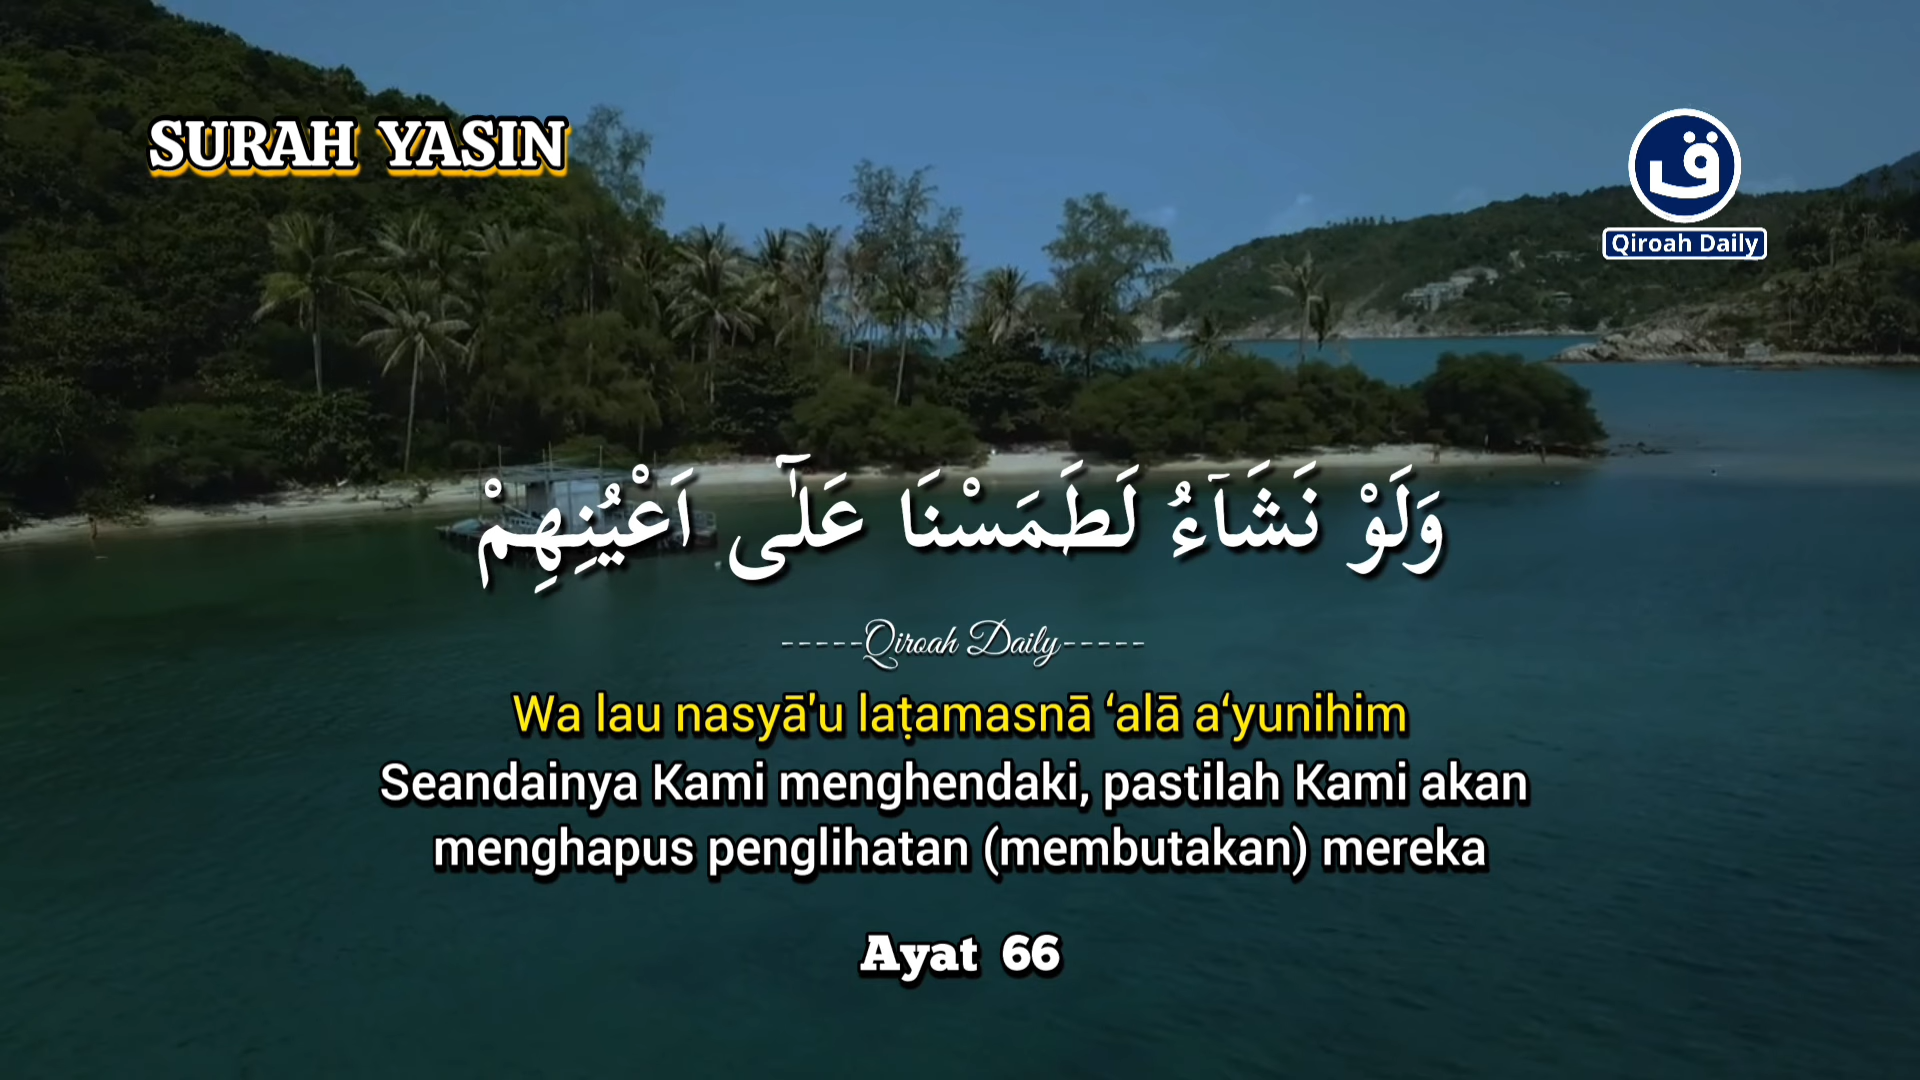 SURAH YASIN
ق
Qiroah Daily
وَلَوْ نَشَاۤءُ لَطَمَسْنَا عَلٰٓى اَعْيُنِهِمْ
-----Qiroah Daily-----
Wa lau nasyā'u laṭamasnā ‘alā a‘yunihim
Seandainya Kami menghendaki, pastilah Kami akan
menghapus penglihatan (membutakan) mereka
Ayat 66